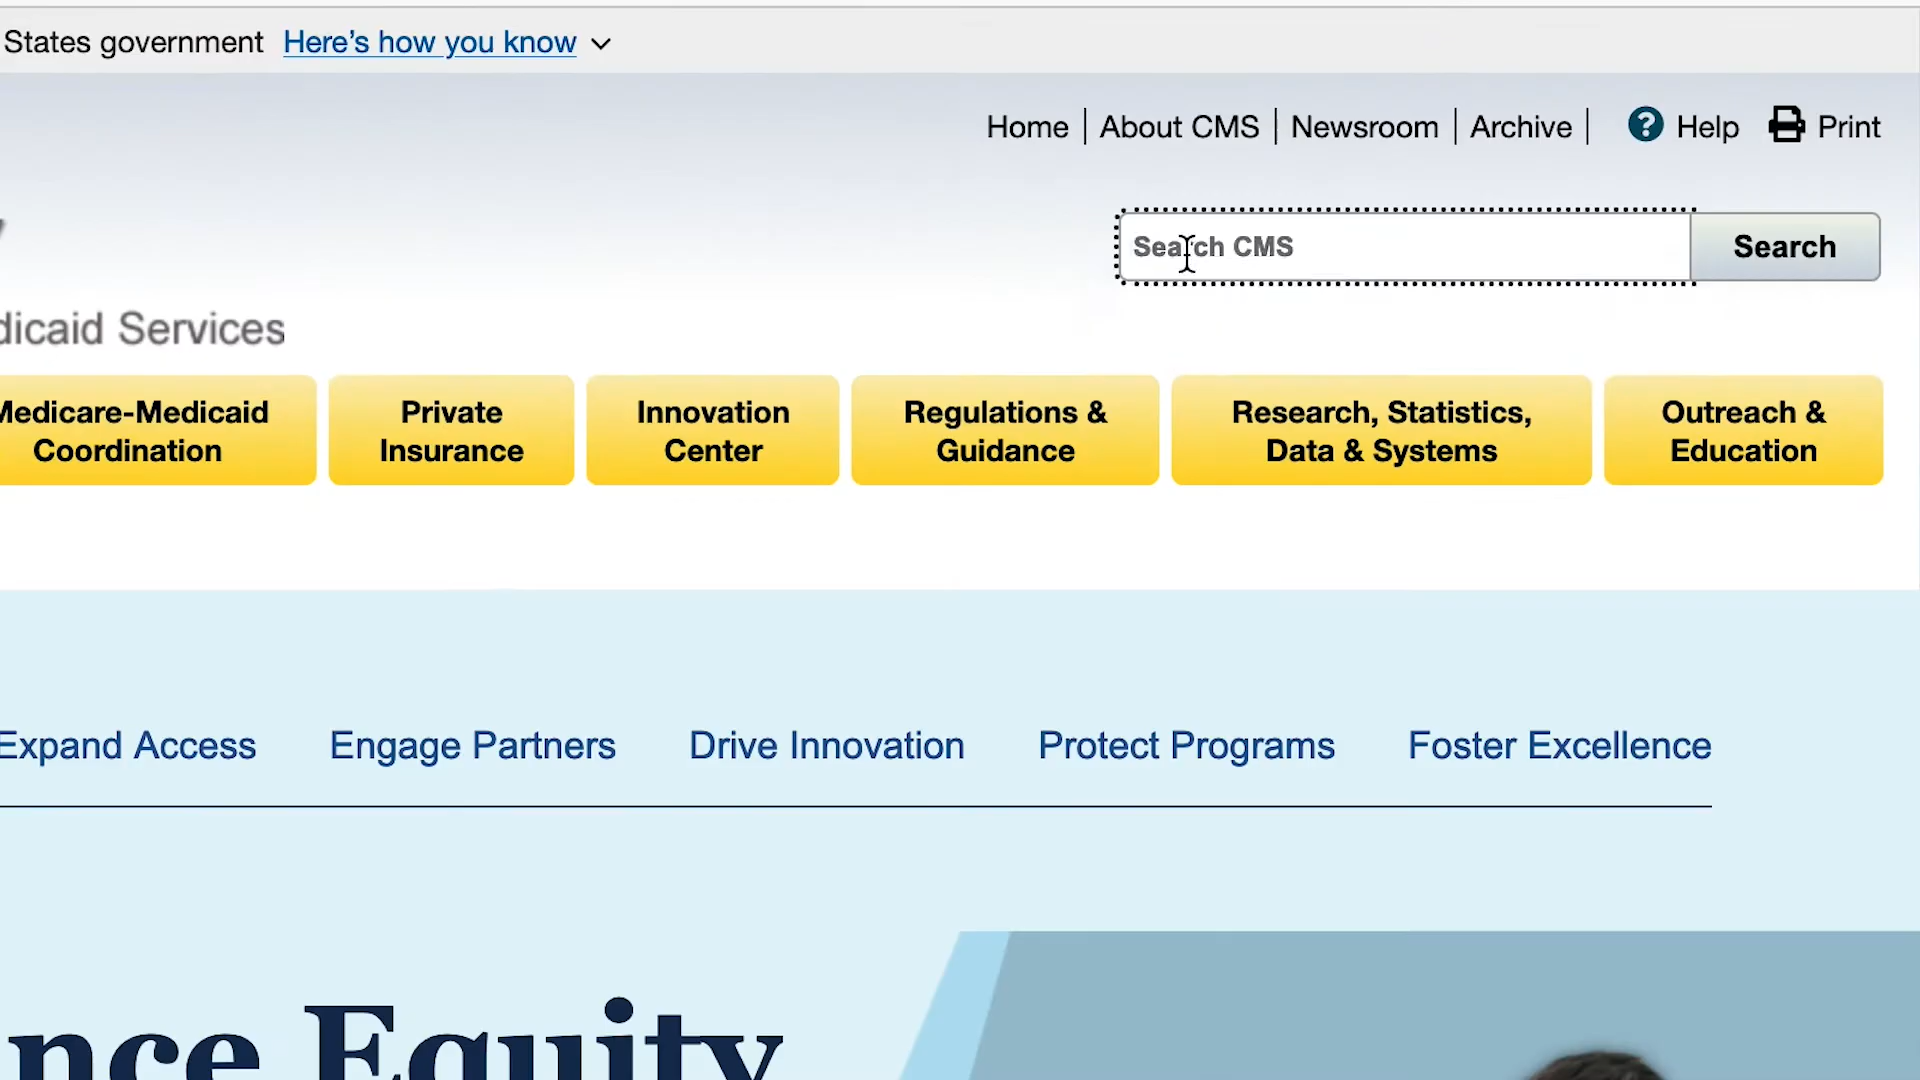 States government Here's how you know
Home About CMS Newsroom Archive Help Print
Search CMS Search
dicaid Services
Medicare-Medicaid Coordination
Private Insurance
Innovation Center
Regulations & Guidance
Research, Statistics, Data & Systems
Outreach & Education
Expand Access Engage Partners Drive Innovation Protect Programs Foster Excellence
nce Equity